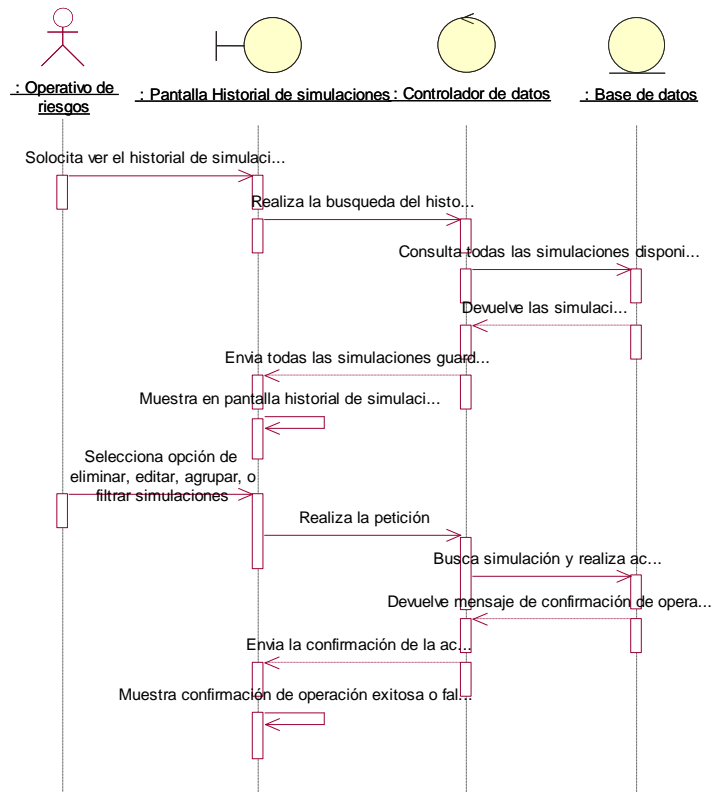 : Operativo de
riesgos
: Pantalla Historial de simulaciones
: Controlador de datos
: Base de datos
Solocita ver el historial de simulaci...
Realiza la busqueda del histo...
Consulta todas las simulaciones disponi...
Devuelve las simulaci...
Envia todas las simulaciones guard...
Muestra en pantalla historial de simulaci...
Selecciona opción de
eliminar, editar, agrupar, o
filtrar simulaciones
Realiza la petición
Busca simulación y realiza ac...
Devuelve mensaje de confirmación de opera...
Envia la confirmación de la ac...
Muestra confirmación de operación exitosa o fal...